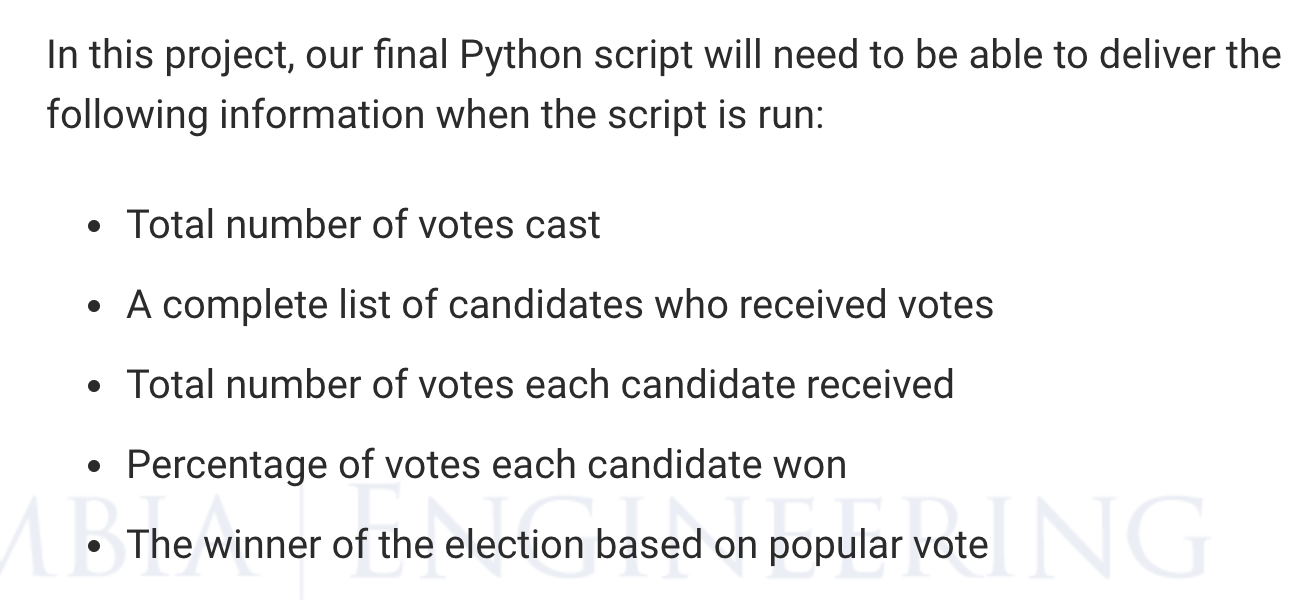 In this project, our final Python script will need to be able to deliver the
following information when the script is run:
• Total number of votes cast
• A complete list of candidates who received votes
• Total number of votes each candidate received
• Percentage of votes each candidate won
• The winner of the election based on popular vote
MBIA | ENGINEERING